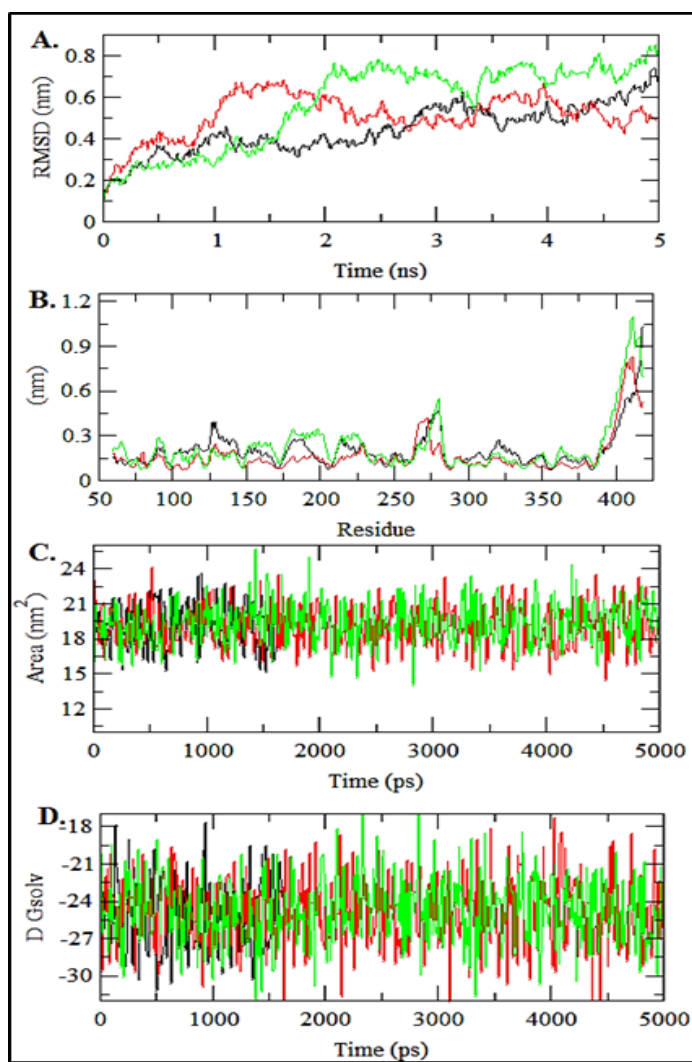 A.
RMSD (nm)
0.8
0.6
0.4
0.2
0
0 1 2 3 4 5
Time (ns)
B.
(nm)
1.2
0.9
0.6
0.3
0
50 100 150 200 250 300 350 400
Residue
C.
Area (nm²)
24
21
18
15
12
0 1000 2000 3000 4000 5000
Time (ps)
D.
D Gsolv
-18
-21
-24
-27
-30
0 1000 2000 3000 4000 5000
Time (ps)